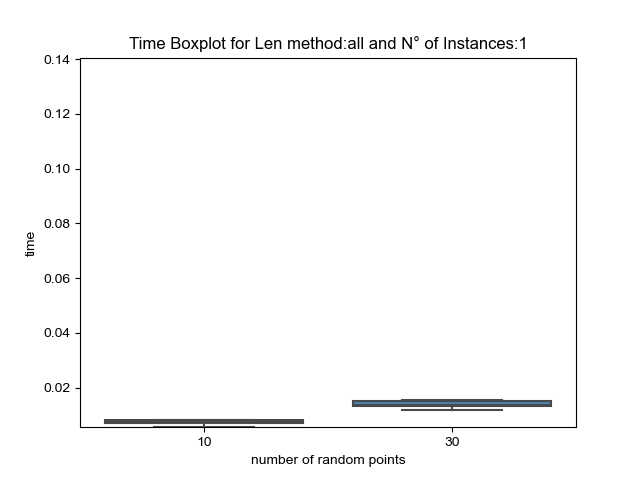 Time Boxplot for Len method:all and N° of Instances:1
0.14
0.12
0.10
0.08
0.06
0.04
0.02
time
10 30
number of random points